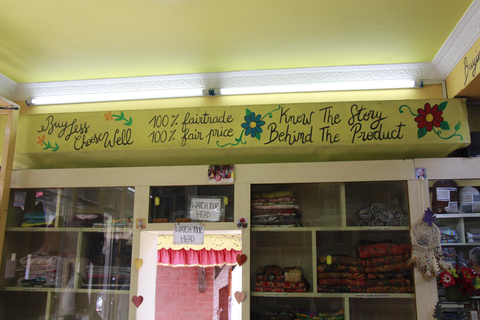 Buy Less
Choose Well
100% fairtrade
100% fair price
Know The Story
Behind The Product
Buying
WATCH YOUR
HEAD
WATCH YOUR
HEAD